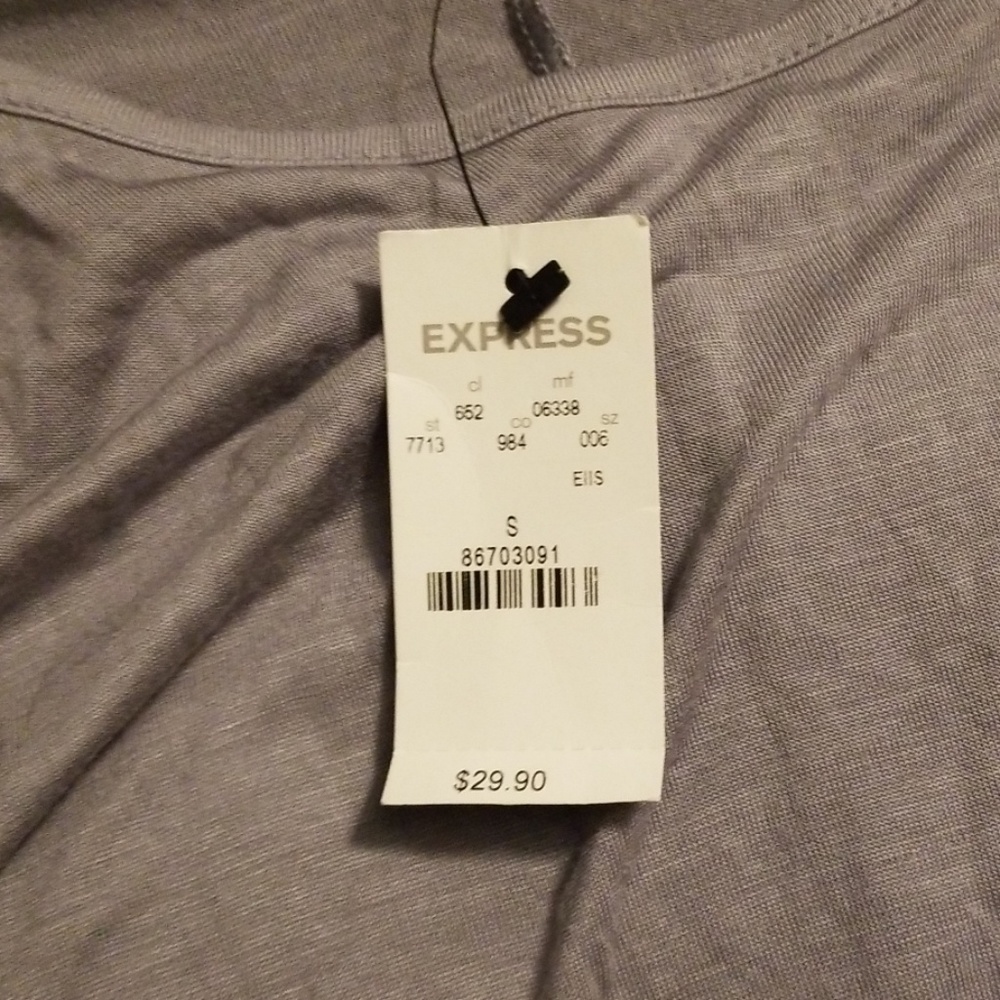 EXPRESS
cl mf
652 06338
st co sz
7713 984 006
EIIS
S
86703091
$29.90